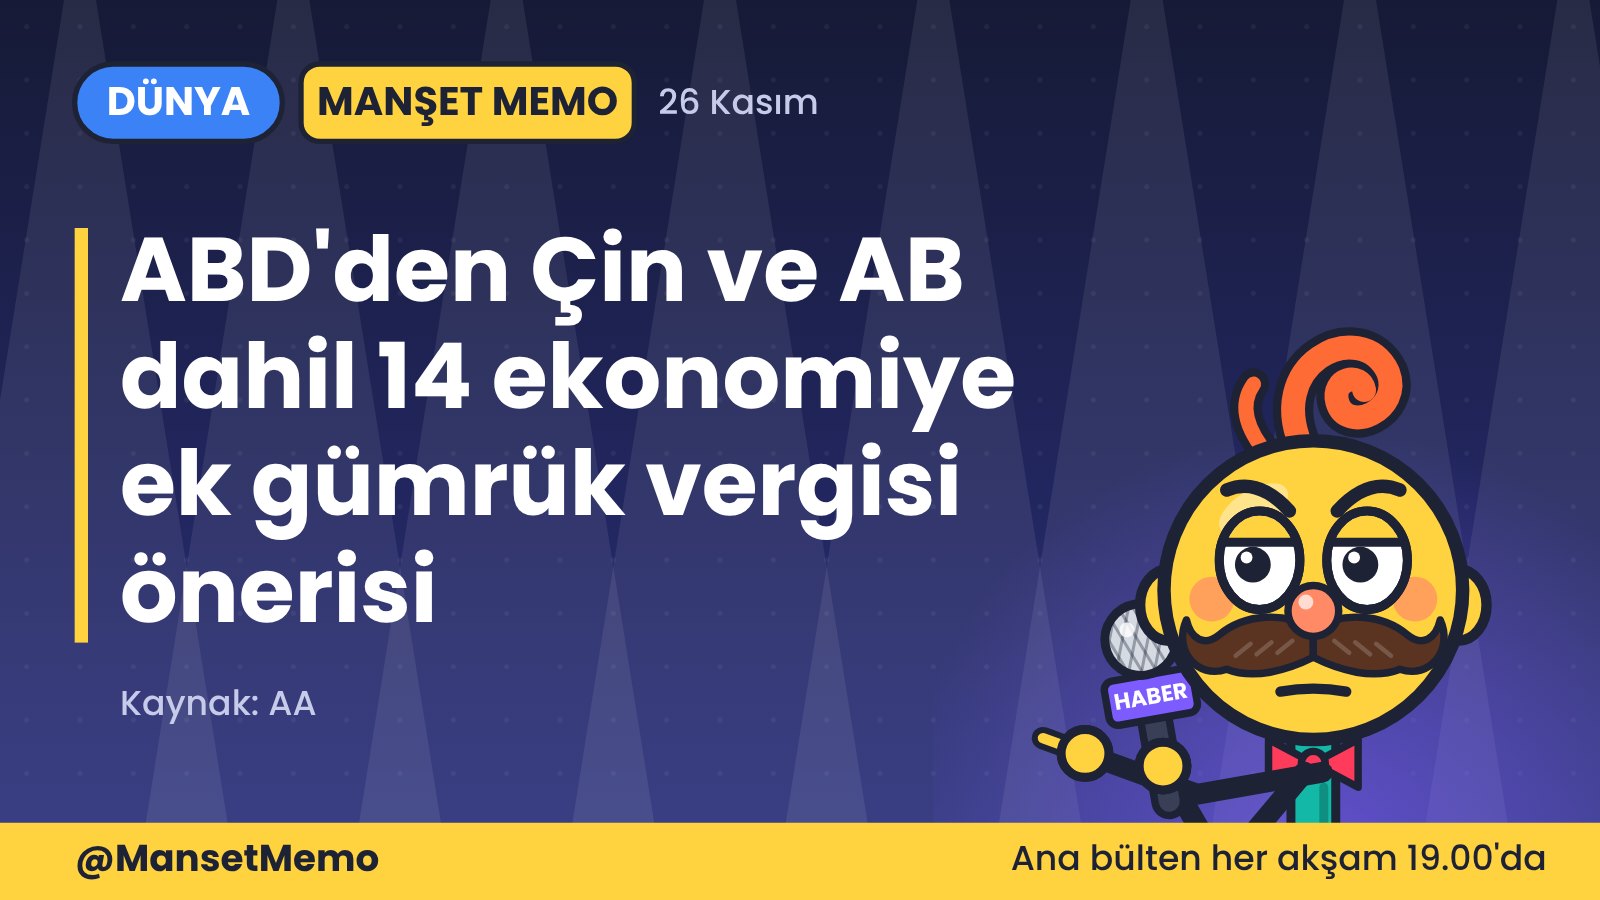 DÜNYA MANŞET MEMO 26 Kasım
ABD'den Çin ve AB
dahil 14 ekonomiye
ek gümrük vergisi
önerisi
Kaynak: AA
HABER
@MansetMemo
Ana bülten her akşam 19.00'da